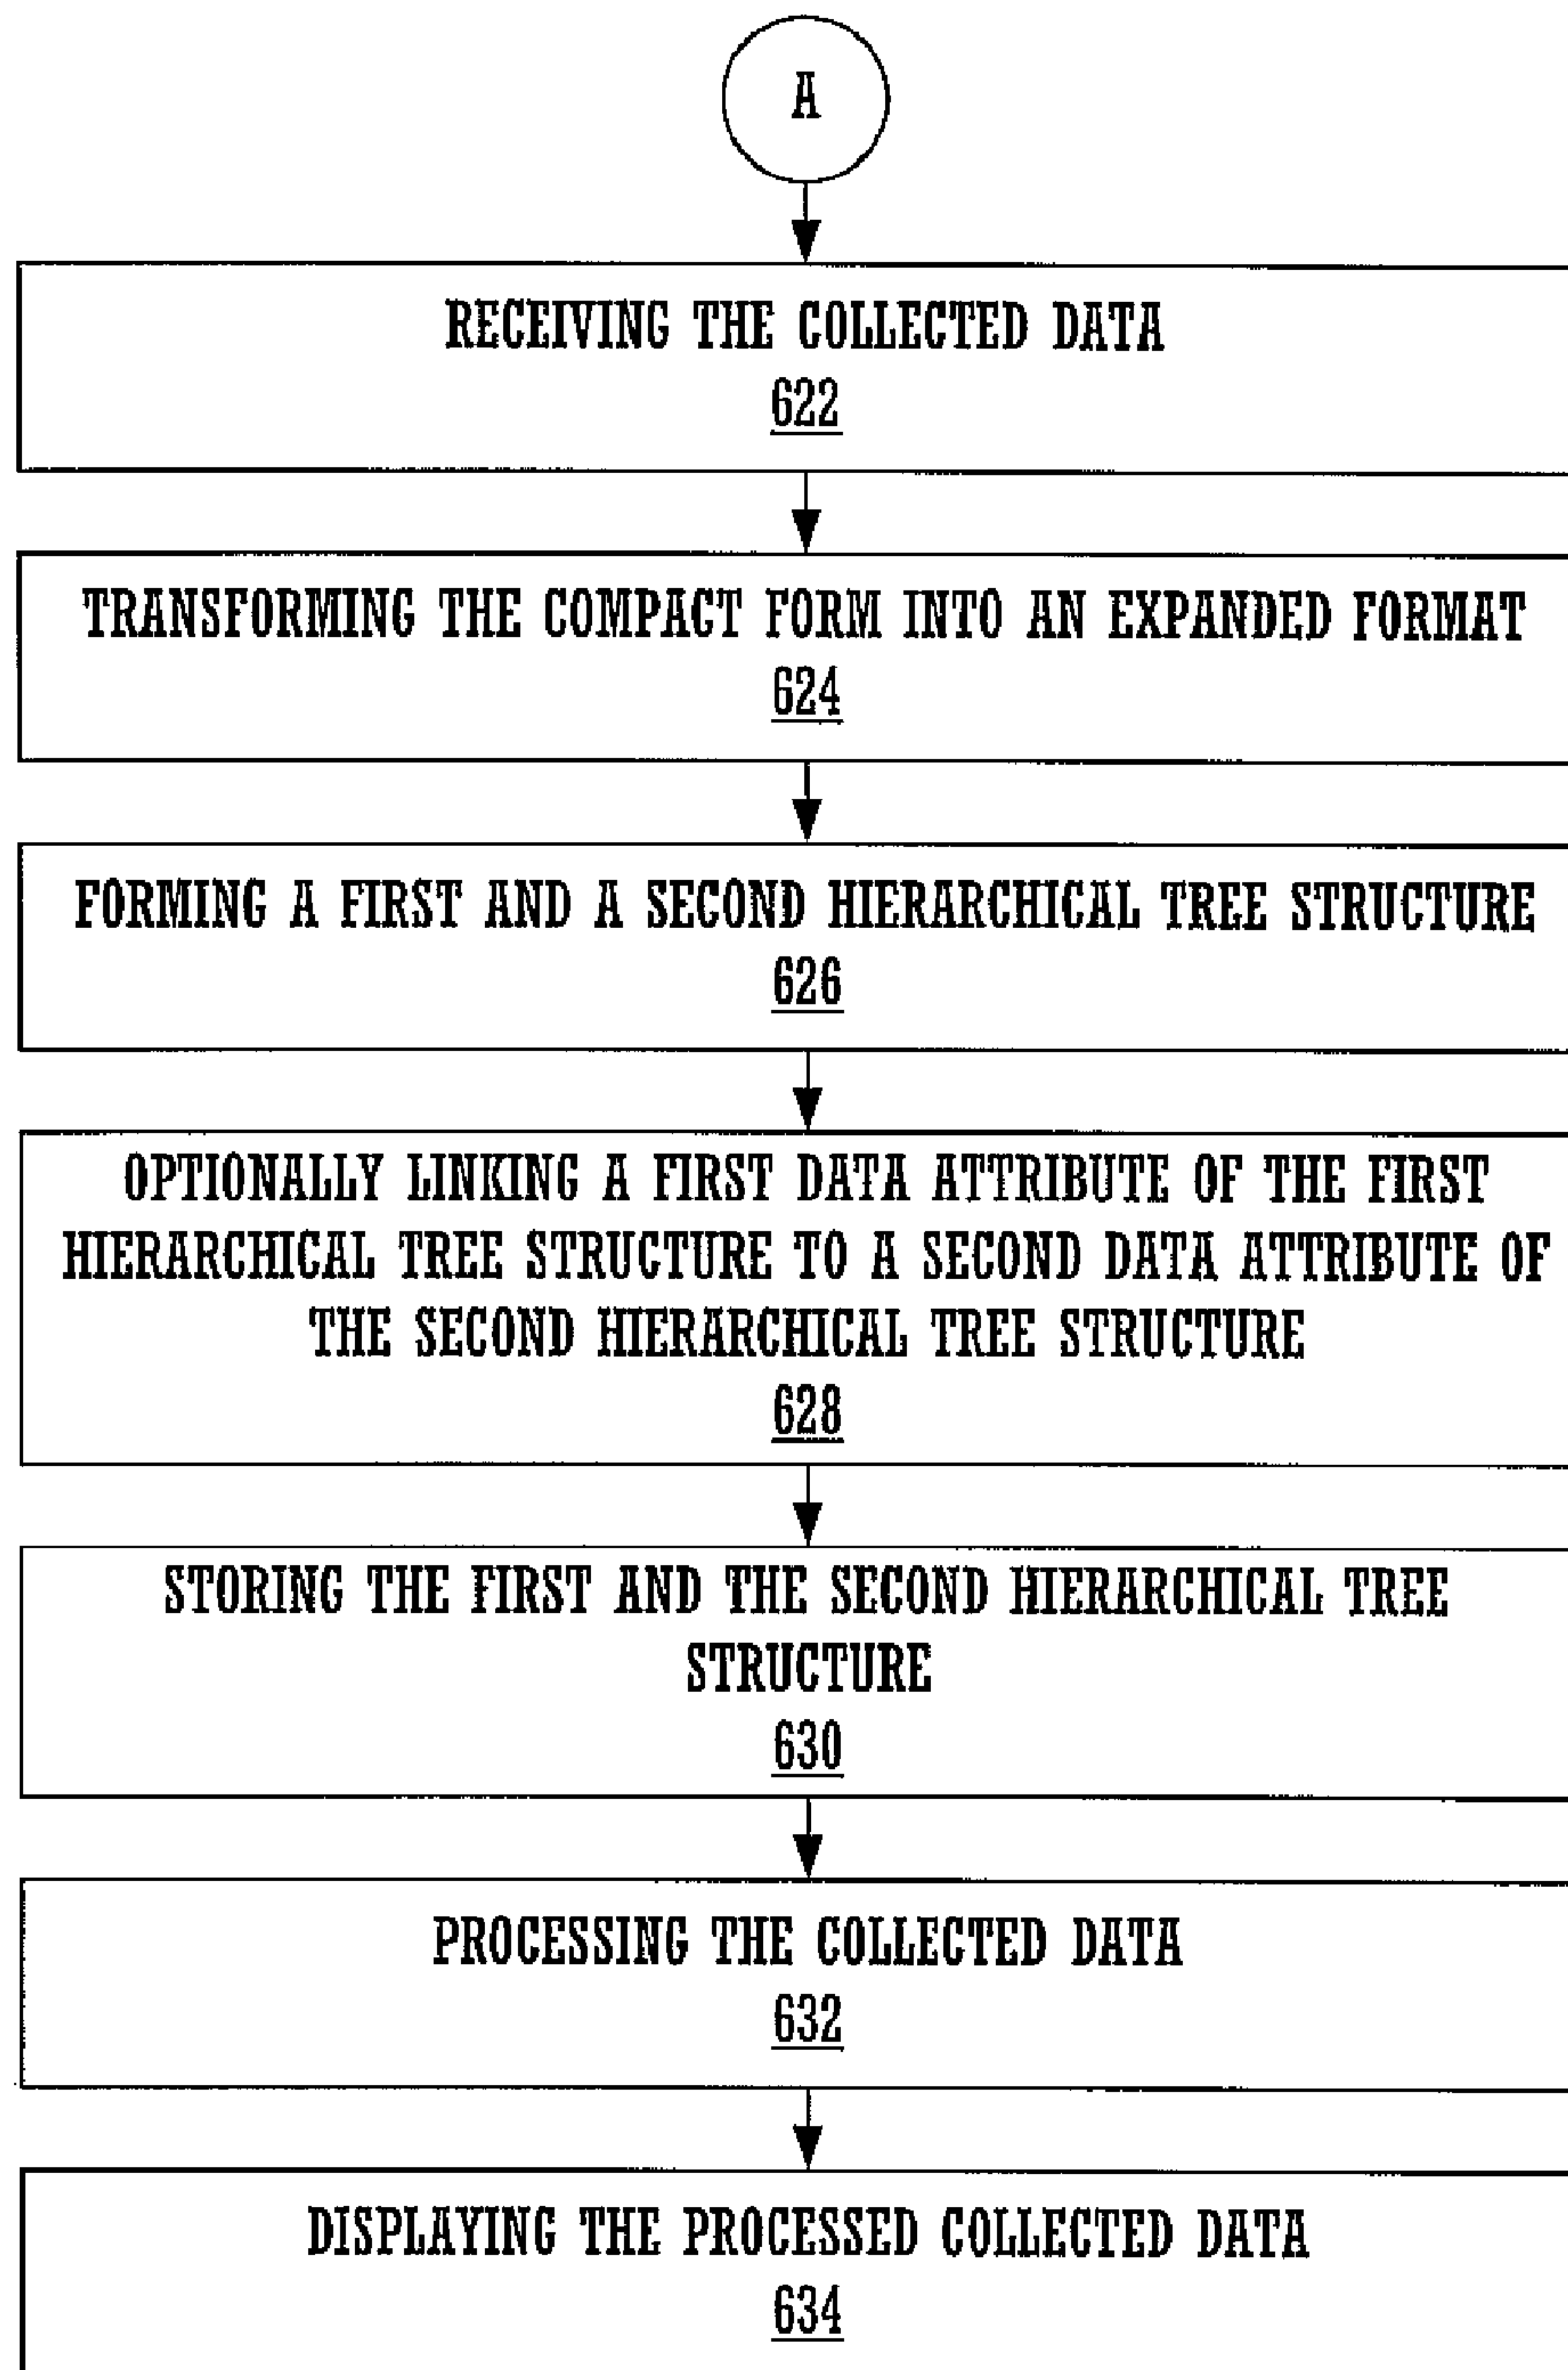 A
RECEIVING THE COLLECTED DATA
622
TRANSFORMING THE COMPACT FORM INTO AN EXPANDED FORMAT
624
FORMING A FIRST AND A SECOND HIERARCHICAL TREE STRUCTURE
626
OPTIONALLY LINKING A FIRST DATA ATTRIBUTE OF THE FIRST
HIERARCHICAL TREE STRUCTURE TO A SECOND DATA ATTRIBUTE OF
THE SECOND HIERARCHICAL TREE STRUCTURE
628
STORING THE FIRST AND THE SECOND HIERARCHICAL TREE
STRUCTURE
630
PROCESSING THE COLLECTED DATA
632
DISPLAYING THE PROCESSED COLLECTED DATA
634